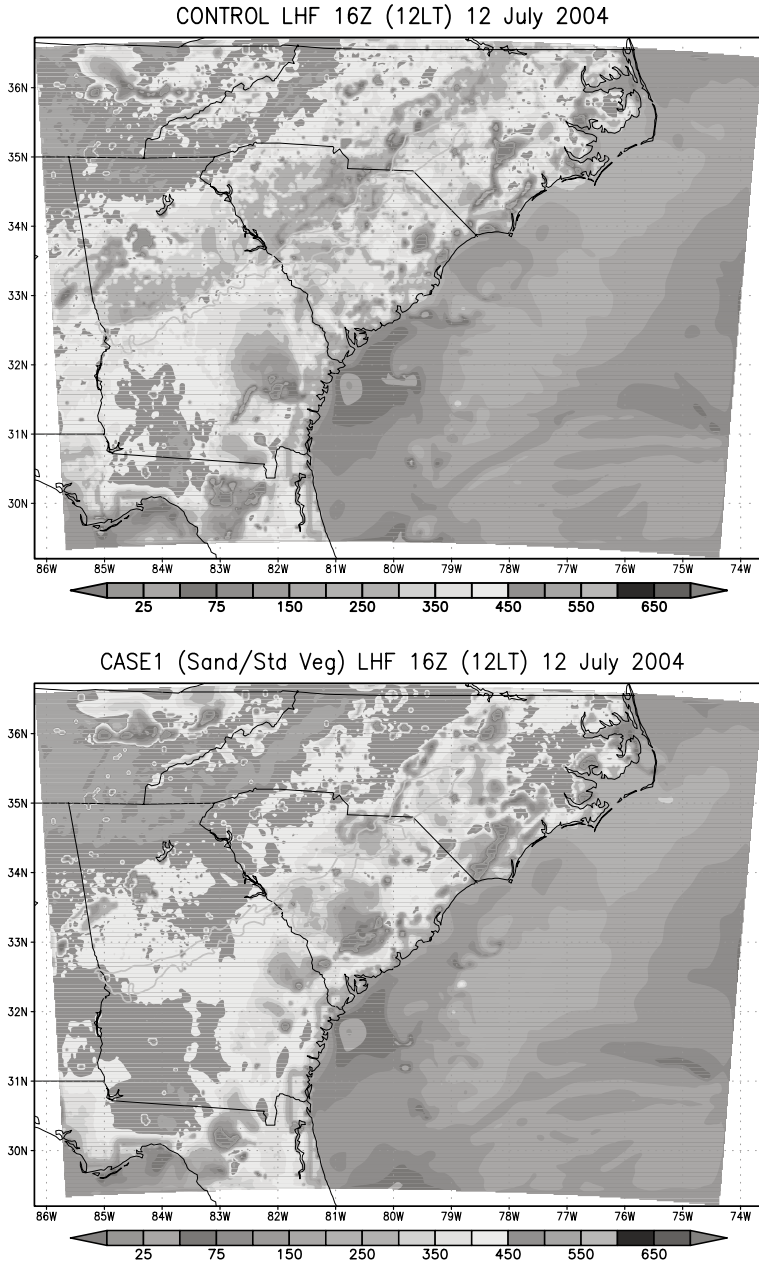 CONTROL LHF 16Z (12LT) 12 July 2004
36N
35N
34N
33N
32N
31N
30N
86W 85W 84W 83W 82W 81W 80W 79W 78W 77W 76W 75W 74W
25 75 150 250 350 450 550 650
CASE1 (Sand/Std Veg) LHF 16Z (12LT) 12 July 2004
36N
35N
34N
33N
32N
31N
30N
86W 85W 84W 83W 82W 81W 80W 79W 78W 77W 76W 75W 74W
25 75 150 250 350 450 550 650